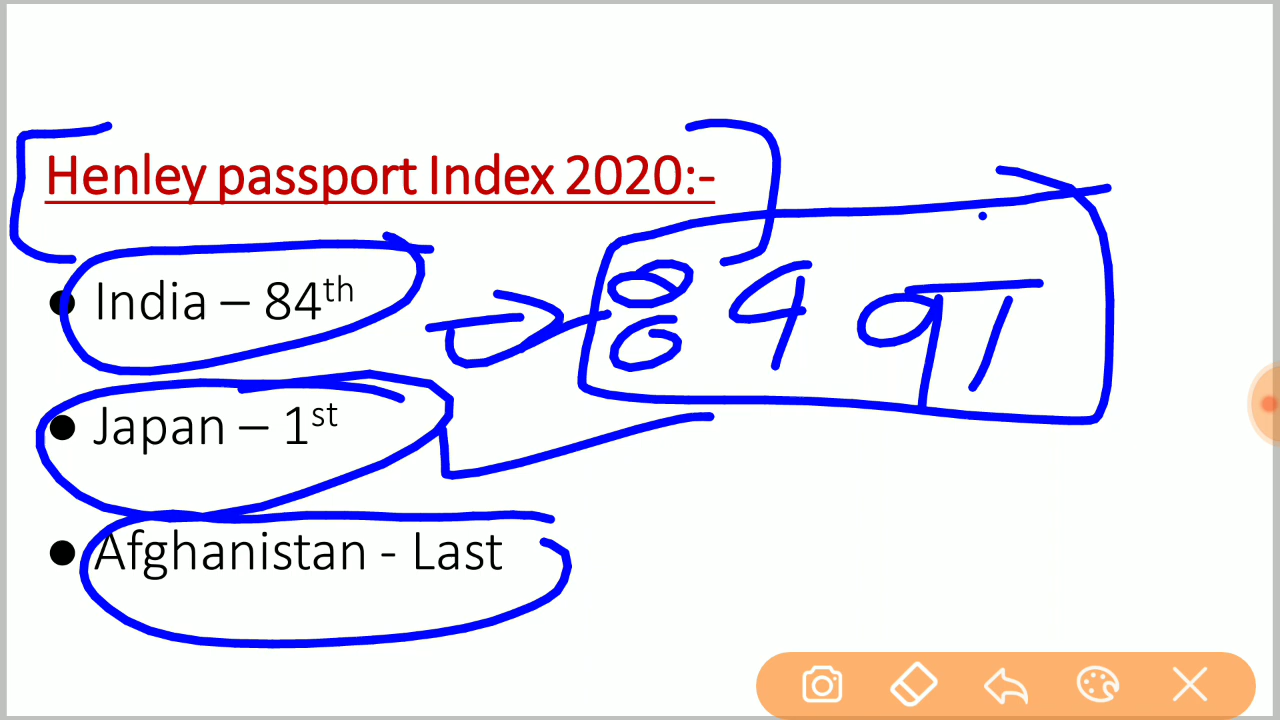 Henley passport Index 2020:-
● India – 84th
84 वा
● Japan – 1st
● Afghanistan - Last